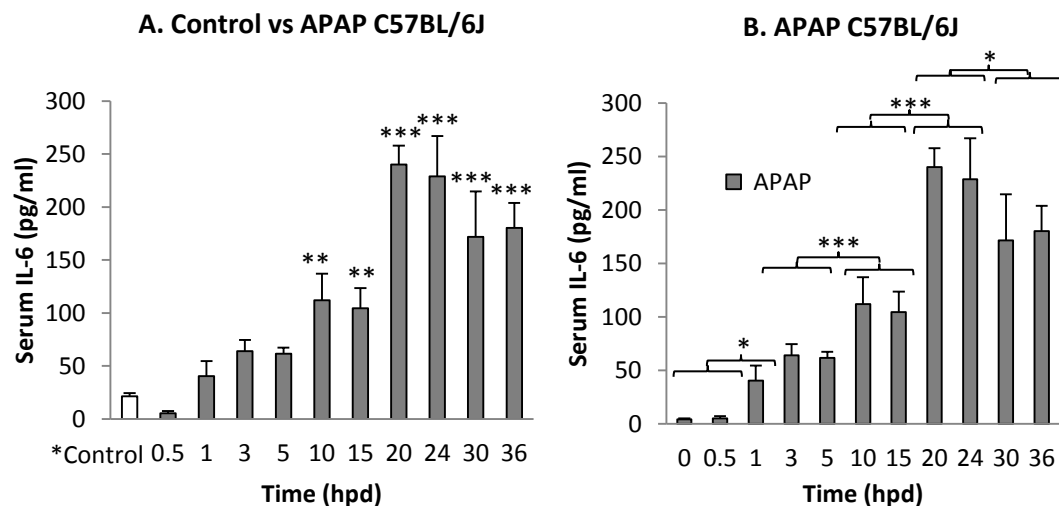 A. Control vs APAP C57BL/6J
Serum IL-6 (pg/ml)
300
250
200
150
100
50
0
** ** *** *** *** ***
*Control 0.5 1 3 5 10 15 20 24 30 36
Time (hpd)
B. APAP C57BL/6J
Serum IL-6 (pg/ml)
300
250
200
150
100
50
0
APAP
* *** *** *
0 0.5 1 3 5 10 15 20 24 30 36
Time (hpd)